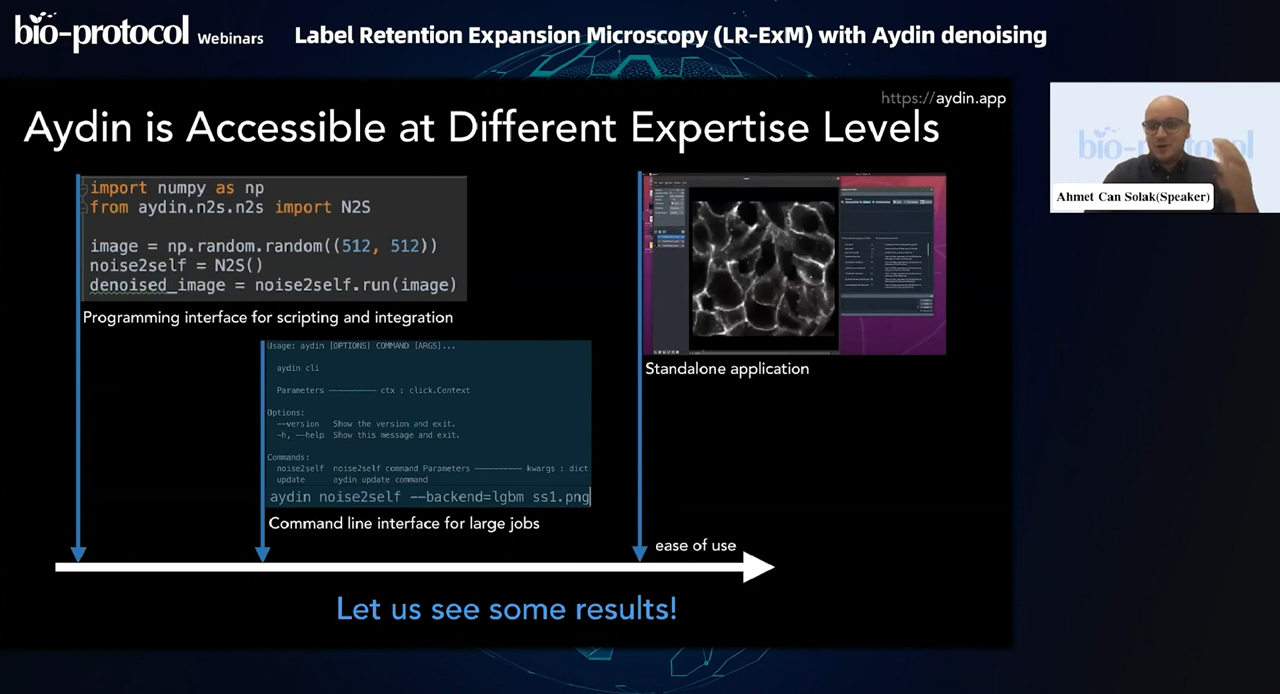 bio-protocol Webinars
Label Retention Expansion Microscopy (LR-ExM) with Aydin denoising
https://aydin.app
Aydin is Accessible at Different Expertise Levels
import numpy as np
from aydin.n2s.n2s import N2S
image = np.random.random((512, 512))
noise2self = N2S()
denoised_image = noise2self.run(image)
Programming interface for scripting and integration
Usage: aydin [OPTIONS] COMMAND [ARGS]...
aydin cli
Parameters ———— ctx : click.Context
Options:
--version Show the version and exit.
-h, --help Show this message and exit.
Commands:
noise2self noise2self command Parameters ———— kwargs : dict
update aydin update command
aydin noise2self --backend=lgbm ss1.png
Command line interface for large jobs
Standalone application
ease of use
Let us see some results!
bio-protocol
Ahmet Can Solak(Speaker)